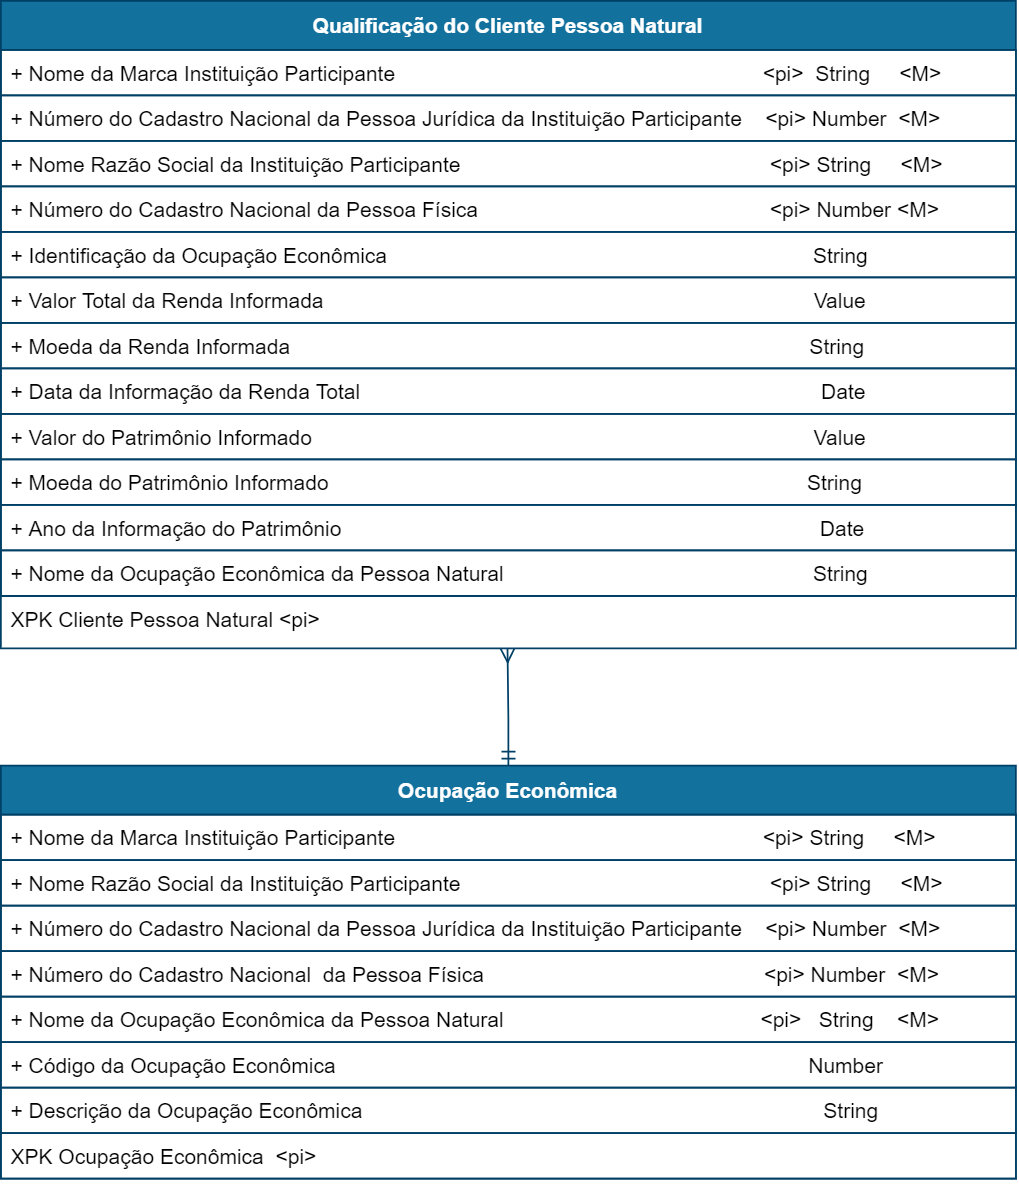 Qualificação do Cliente Pessoa Natural
+ Nome da Marca Instituição Participante <pi> String <M>
+ Número do Cadastro Nacional da Pessoa Jurídica da Instituição Participante <pi> Number <M>
+ Nome Razão Social da Instituição Participante <pi> String <M>
+ Número do Cadastro Nacional da Pessoa Física <pi> Number <M>
+ Identificação da Ocupação Econômica String
+ Valor Total da Renda Informada Value
+ Moeda da Renda Informada String
+ Data da Informação da Renda Total Date
+ Valor do Patrimônio Informado Value
+ Moeda do Patrimônio Informado String
+ Ano da Informação do Patrimônio Date
+ Nome da Ocupação Econômica da Pessoa Natural String
XPK Cliente Pessoa Natural <pi>
Ocupação Econômica
+ Nome da Marca Instituição Participante <pi> String <M>
+ Nome Razão Social da Instituição Participante <pi> String <M>
+ Número do Cadastro Nacional da Pessoa Jurídica da Instituição Participante <pi> Number <M>
+ Número do Cadastro Nacional da Pessoa Física <pi> Number <M>
+ Nome da Ocupação Econômica da Pessoa Natural <pi> String <M>
+ Código da Ocupação Econômica Number
+ Descrição da Ocupação Econômica String
XPK Ocupação Econômica <pi>